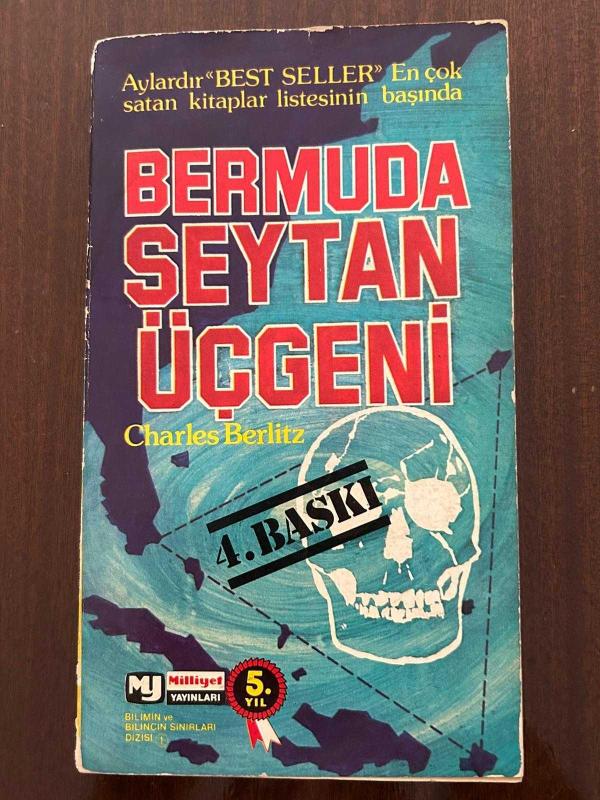 Aylardır «BEST SELLER» En çok
satan kitaplar listesinin başında
BERMUDA
ŞEYTAN
ÜÇGENİ
Charles Berlitz
4. BASKI
MJ Milliyet
YAYINLARI
5.
YIL
BİLİMİN ve
BİLİNCİN SINIRLARI
DİZİSİ 1